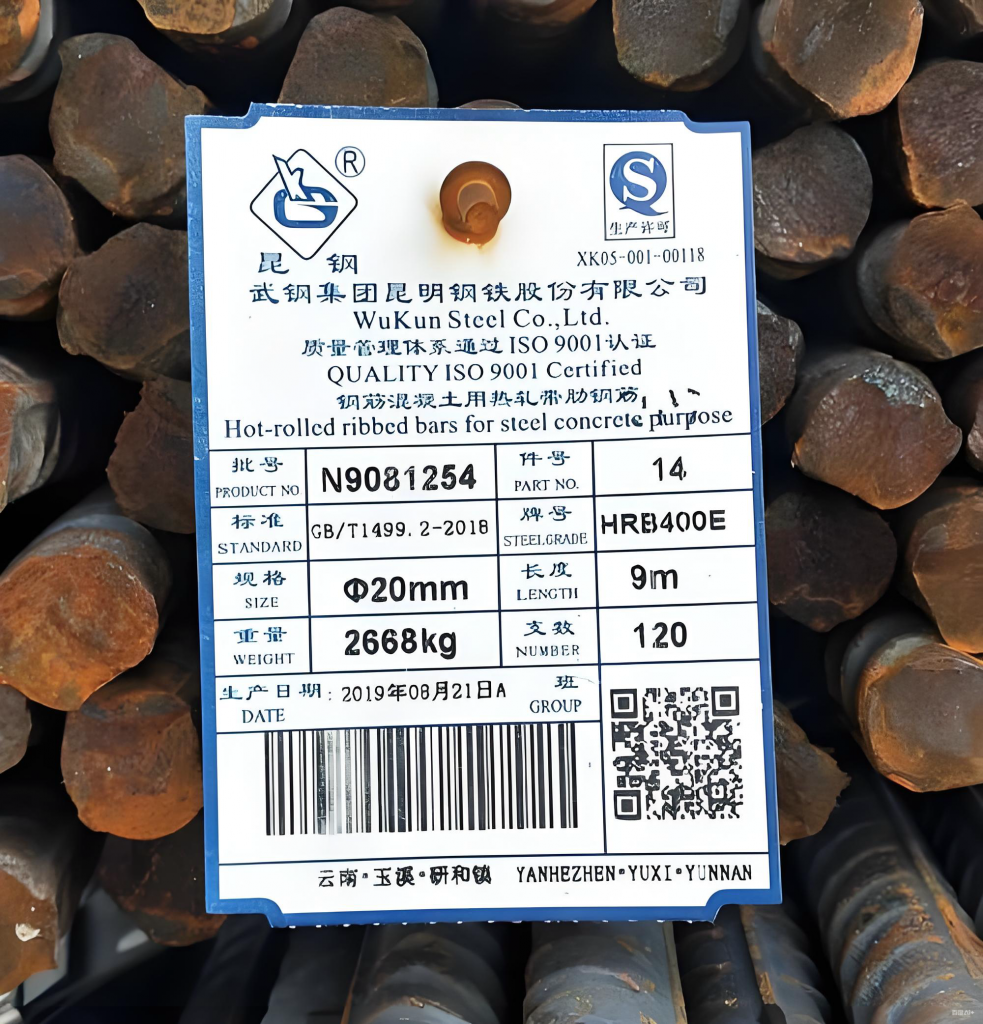 ®
S
生产许可
昆 钢
XK05-001-00118
武钢集团昆明钢铁股份有限公司
WuKun Steel Co.,Ltd.
质量管理体系通过ISO 9001认证
QUALITY ISO 9001 Certified
钢筋混凝土用热轧带肋钢筋
Hot-rolled ribbed bars for steel concrete purpose
批号 PRODUCT NO N9081254 件号 PART NO. 14
标准 STANDARD GB/T1499.2-2018 牌号 STEELGRADE HRB400E
规格 SIZE Φ20mm 长度 LENGTH 9m
重量 WEIGHT 2668kg 支数 NUMBER 120
生产日期: DATE 2019年08月21日A 班 GROUP
云南·玉溪·研和镇 YANHEZHEN·YUXI·YUNNAN